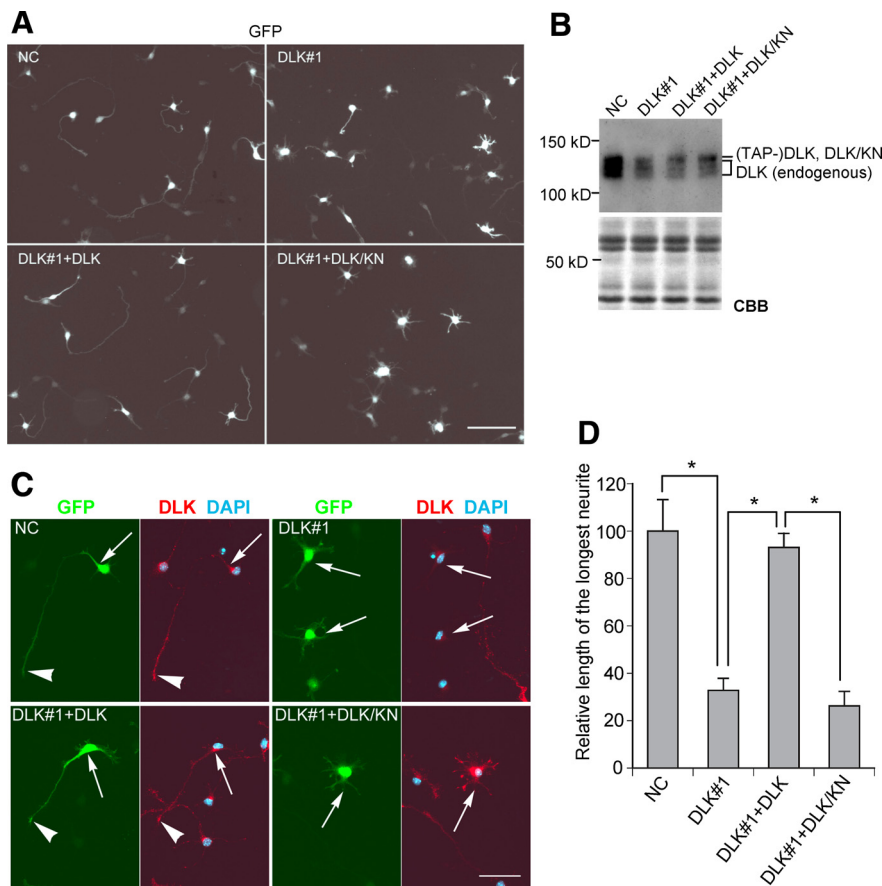 A
GFP
NC
DLK#1
DLK#1+DLK
DLK#1+DLK/KN
B
NC
DLK#1
DLK#1+DLK
DLK#1+DLK/KN
150 kD
100 kD
(TAP-)DLK, DLK/KN
DLK (endogenous)
50 kD
CBB
C
GFP
DLK DAPI
GFP
DLK DAPI
NC
DLK#1
DLK#1+DLK
DLK#1+DLK/KN
D
Relative length of the longest neurite
120
100
80
60
40
20
0
*
*
*
NC
DLK#1
DLK#1+DLK
DLK#1+DLK/KN